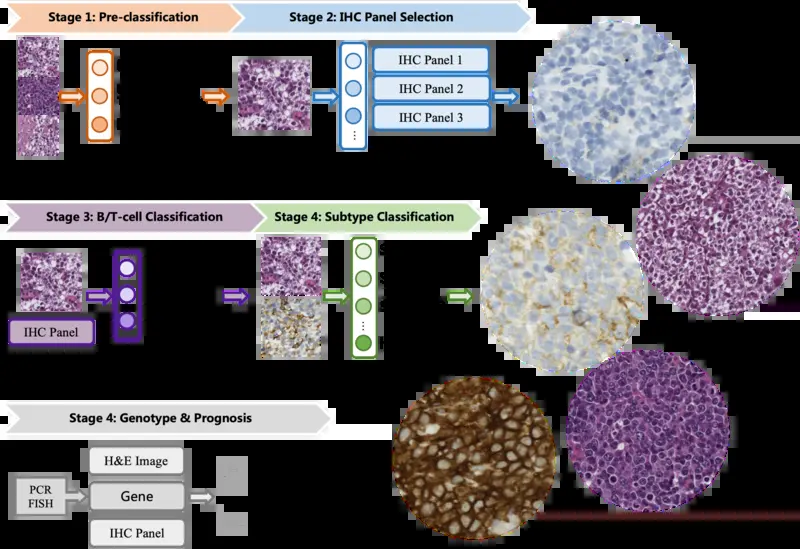 Stage 1: Pre-classification
Stage 2: IHC Panel Selection
IHC Panel 1
IHC Panel 2
IHC Panel 3
...
Stage 3: B/T-cell Classification
Stage 4: Subtype Classification
IHC Panel
...
Stage 4: Genotype & Prognosis
H&E Image
PCR
FISH
Gene
IHC Panel